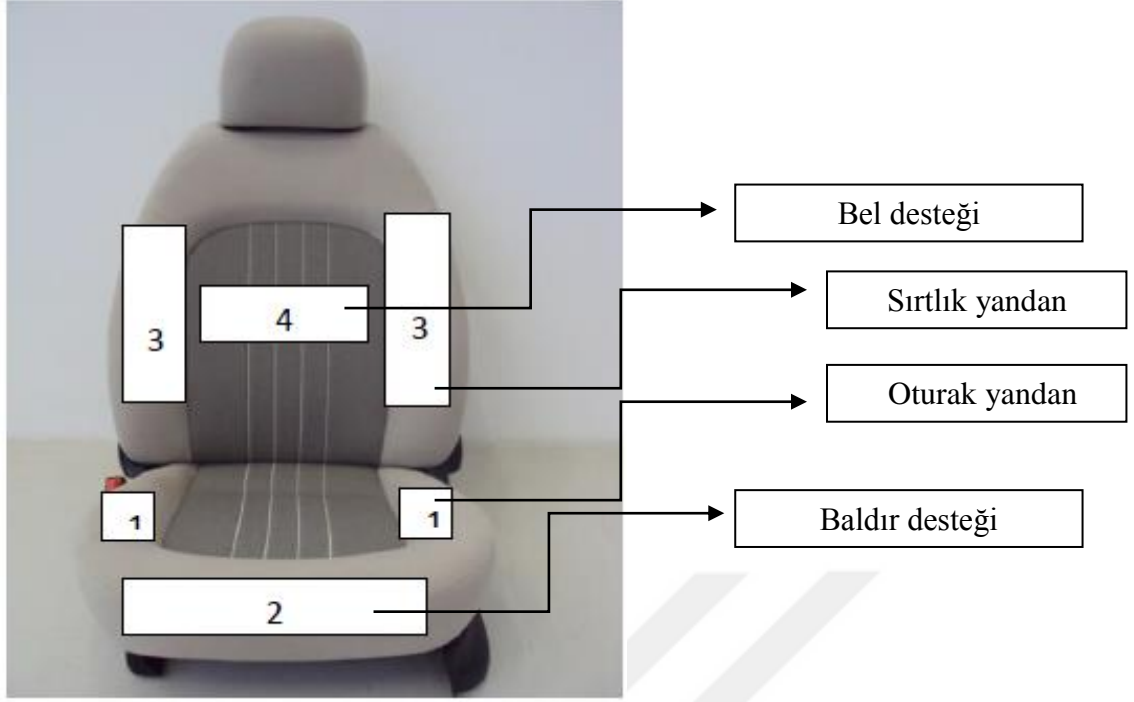 Bel desteği
Sırtlık yandan
3
4
3
Oturak yandan
1
1
Baldır desteği
2